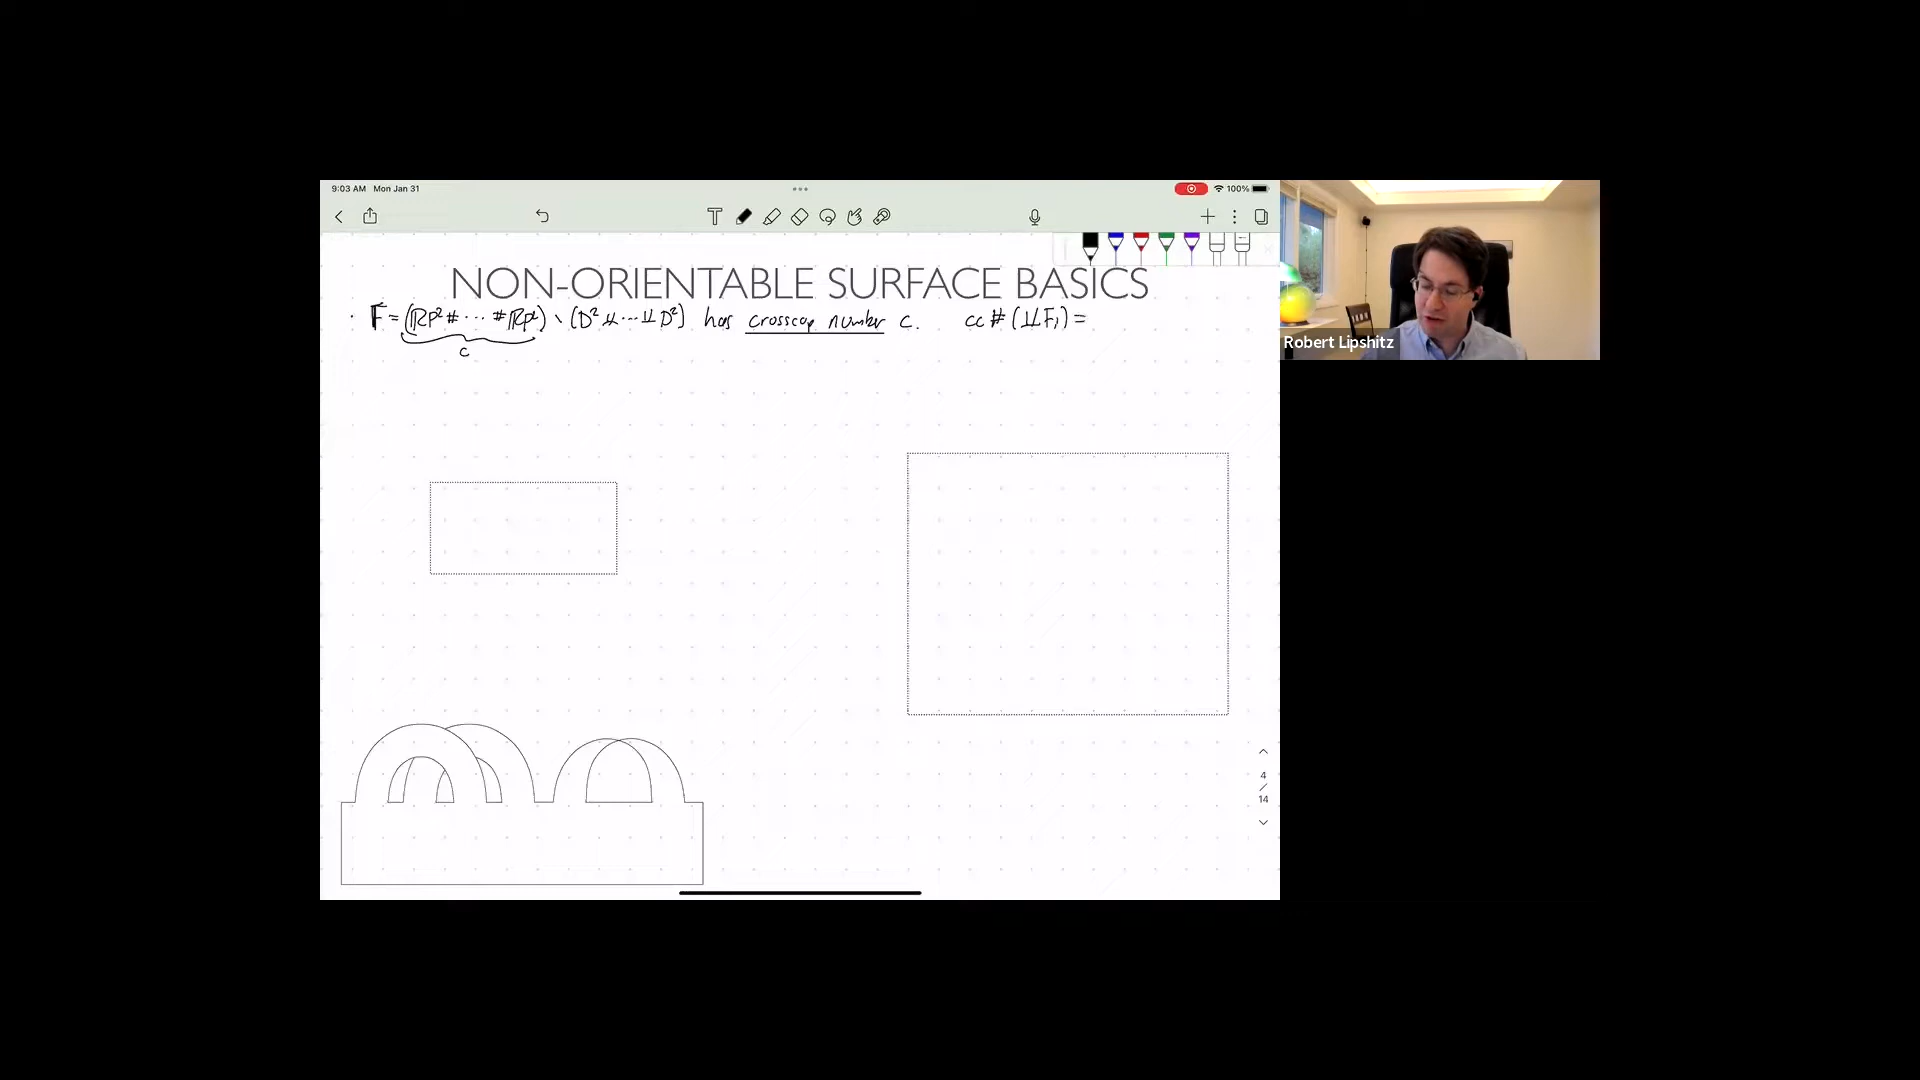 9:03 AM Mon Jan 31
100%
NON-ORIENTABLE SURFACE BASICS
· F = (ℝP² # ··· # ℝP²) \ (D² ⨿ ··· ⨿ D²) has crosscap number c. cc # (⨿ Fᵢ) =
c
Robert Lipshitz
4
/
14